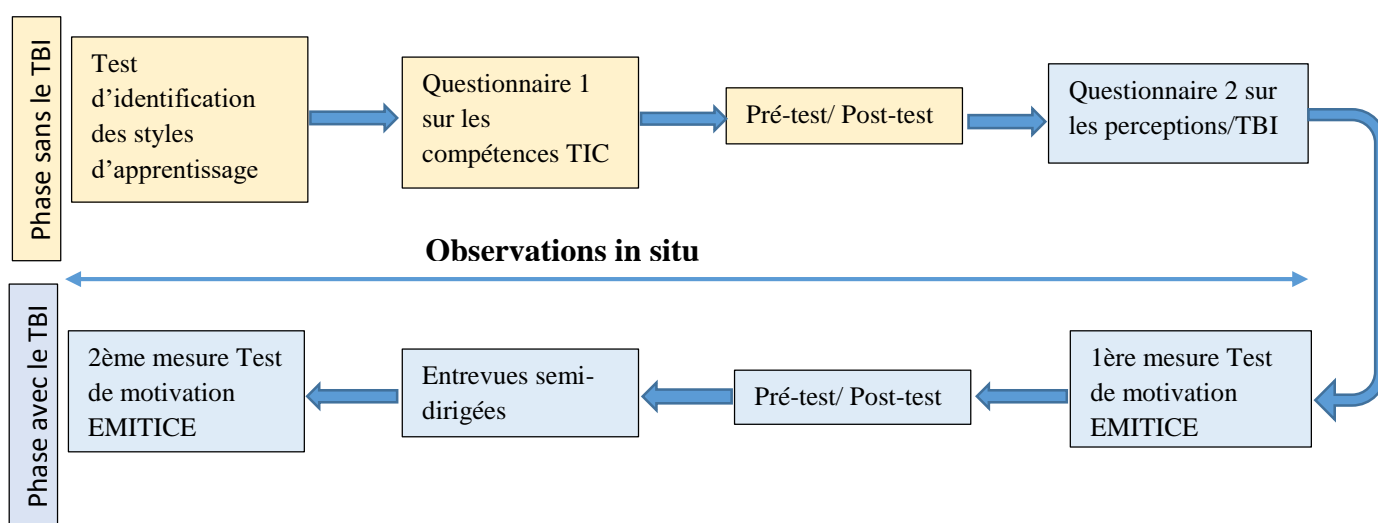 Phase sans le TBI
Test
d’identification
des styles
d’apprentissage
Questionnaire 1
sur les
compétences TIC
Pré-test/ Post-test
Questionnaire 2 sur
les perceptions/TBI
Observations in situ
Phase avec le TBI
2ème mesure Test
de motivation
EMITICE
Entrevues semi-
dirigées
Pré-test/ Post-test
1ère mesure Test
de motivation
EMITICE